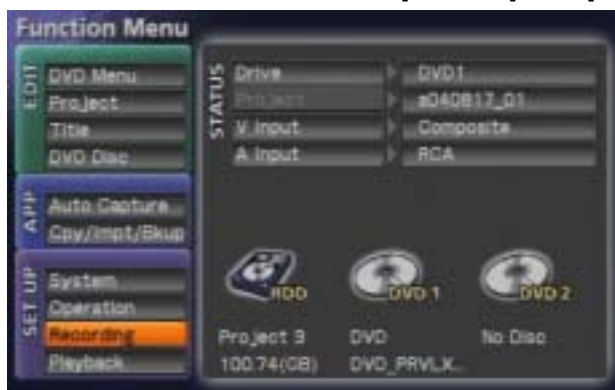 Function Menu
EDIT
DVD Menu
Project
Title
DVD Disc
APP
Auto Capture
Cpy/Impt/Bkup
SET UP
System
Operation
Recording
Playback
STATUS
Drive DVD1
Project a040817_01
V Input Composite
A Input RCA
HDD DVD 1 DVD 2
Project 3 DVD No Disc
100.74(GB) DVD_PRVLX...